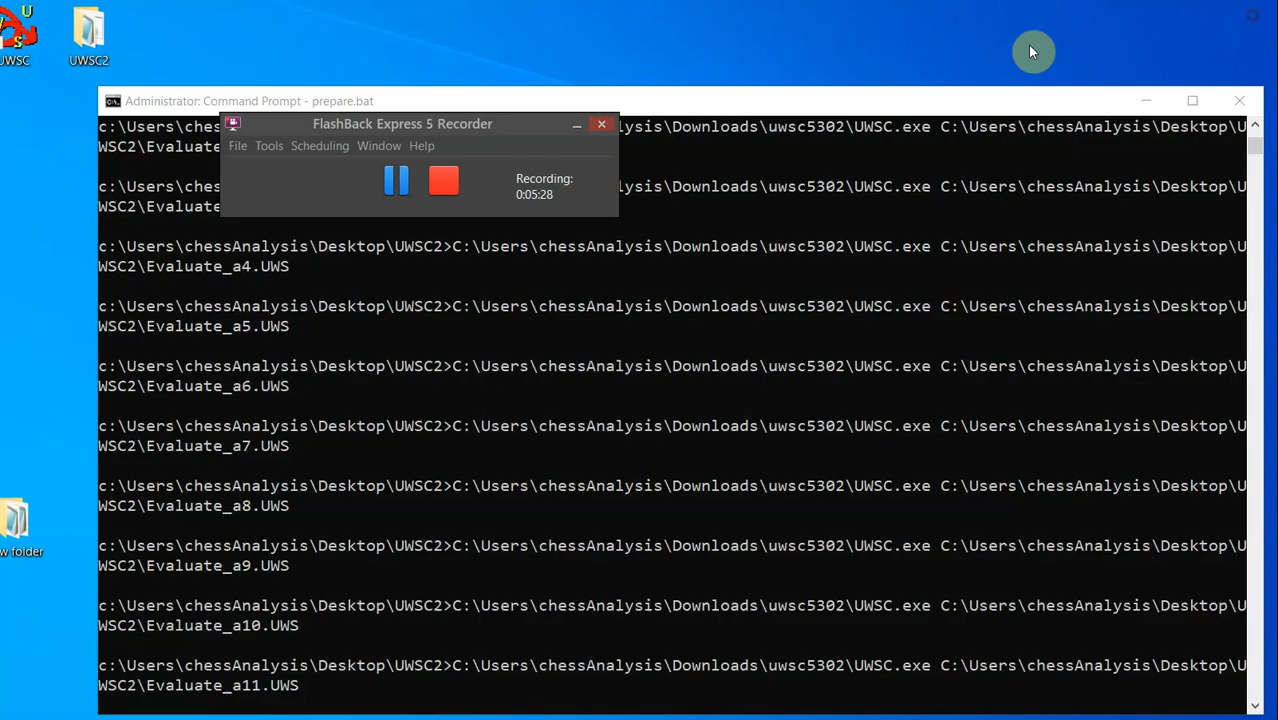 U
S
UWSC
UWSC2
Administrator: Command Prompt - prepare.bat
FlashBack Express 5 Recorder
File Tools Scheduling Window Help
Recording:
0:05:28
c:\Users\chessAnalysis\Downloads\uwsc5302\UWSC.exe C:\Users\chessAnalysis\Desktop\U
WSC2\Evaluate
c:\Users\chessAnalysis\Downloads\uwsc5302\UWSC.exe C:\Users\chessAnalysis\Desktop\U
WSC2\Evaluate
c:\Users\chessAnalysis\Desktop\UWSC2>C:\Users\chessAnalysis\Downloads\uwsc5302\UWSC.exe C:\Users\chessAnalysis\Desktop\U
WSC2\Evaluate_a4.UWS
c:\Users\chessAnalysis\Desktop\UWSC2>C:\Users\chessAnalysis\Downloads\uwsc5302\UWSC.exe C:\Users\chessAnalysis\Desktop\U
WSC2\Evaluate_a5.UWS
c:\Users\chessAnalysis\Desktop\UWSC2>C:\Users\chessAnalysis\Downloads\uwsc5302\UWSC.exe C:\Users\chessAnalysis\Desktop\U
WSC2\Evaluate_a6.UWS
c:\Users\chessAnalysis\Desktop\UWSC2>C:\Users\chessAnalysis\Downloads\uwsc5302\UWSC.exe C:\Users\chessAnalysis\Desktop\U
WSC2\Evaluate_a7.UWS
c:\Users\chessAnalysis\Desktop\UWSC2>C:\Users\chessAnalysis\Downloads\uwsc5302\UWSC.exe C:\Users\chessAnalysis\Desktop\U
WSC2\Evaluate_a8.UWS
c:\Users\chessAnalysis\Desktop\UWSC2>C:\Users\chessAnalysis\Downloads\uwsc5302\UWSC.exe C:\Users\chessAnalysis\Desktop\U
WSC2\Evaluate_a9.UWS
c:\Users\chessAnalysis\Desktop\UWSC2>C:\Users\chessAnalysis\Downloads\uwsc5302\UWSC.exe C:\Users\chessAnalysis\Desktop\U
WSC2\Evaluate_a10.UWS
c:\Users\chessAnalysis\Desktop\UWSC2>C:\Users\chessAnalysis\Downloads\uwsc5302\UWSC.exe C:\Users\chessAnalysis\Desktop\U
WSC2\Evaluate_a11.UWS
w folder